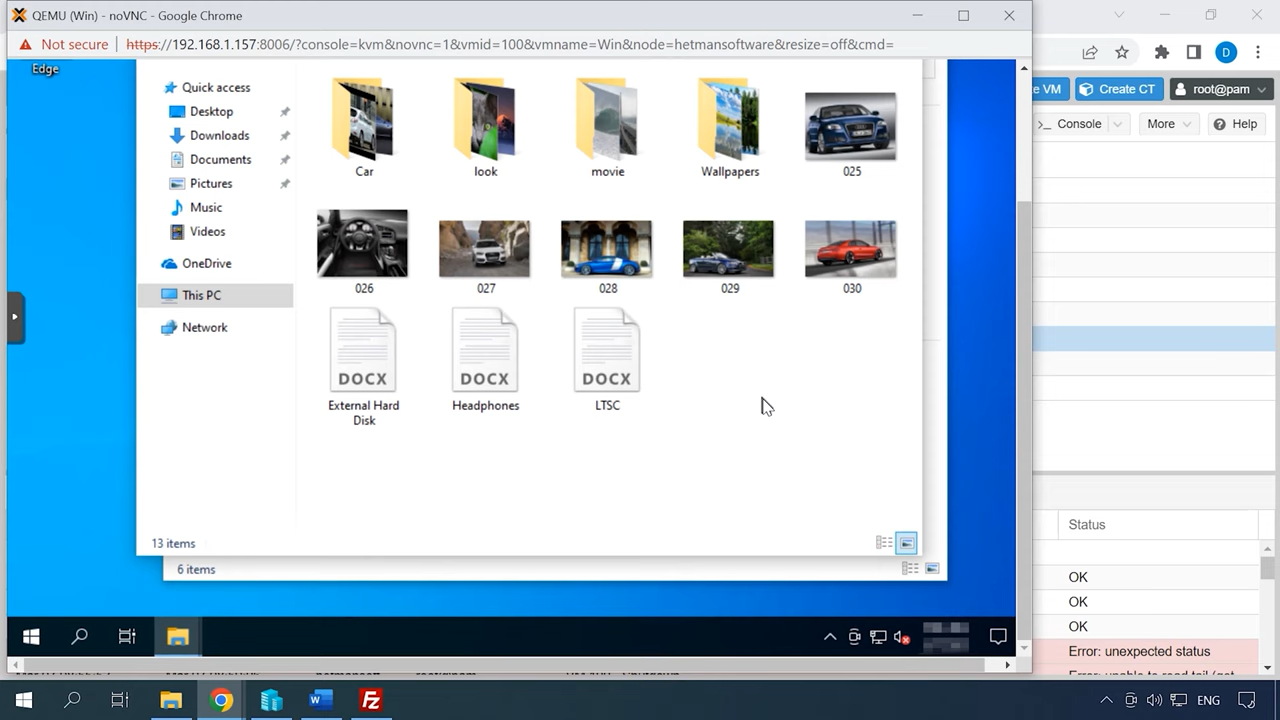 QEMU (Win) - noVNC - Google Chrome
Not secure
https://192.168.1.157:8006/?console=kvm&novnc=1&vmid=100&vmname=Win&node=hetmansoftware&resize=off&cmd=
D
Edge
Quick access
Desktop
Downloads
Documents
Pictures
Music
Videos
OneDrive
This PC
Network
Car
look
movie
Wallpapers
025
026
027
028
029
030
DOCX
DOCX
DOCX
External Hard
Disk
Headphones
LTSC
13 items
6 items
VM
Create CT
root@pam
Console
More
Help
Status
OK
OK
OK
Error: unexpected status
ENG